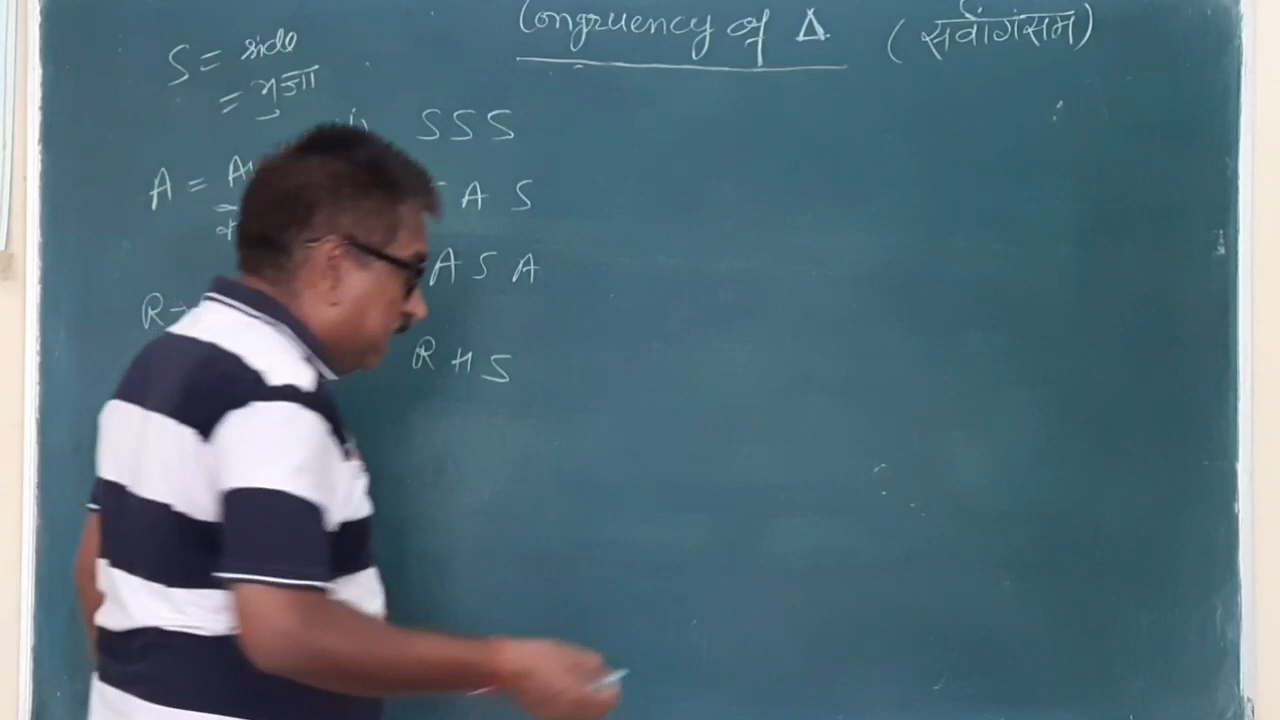 Congruency of Δ (सर्वांगसम)
S = side
= भुजा
i) SSS
A =
A S
A S A
R →
R H S